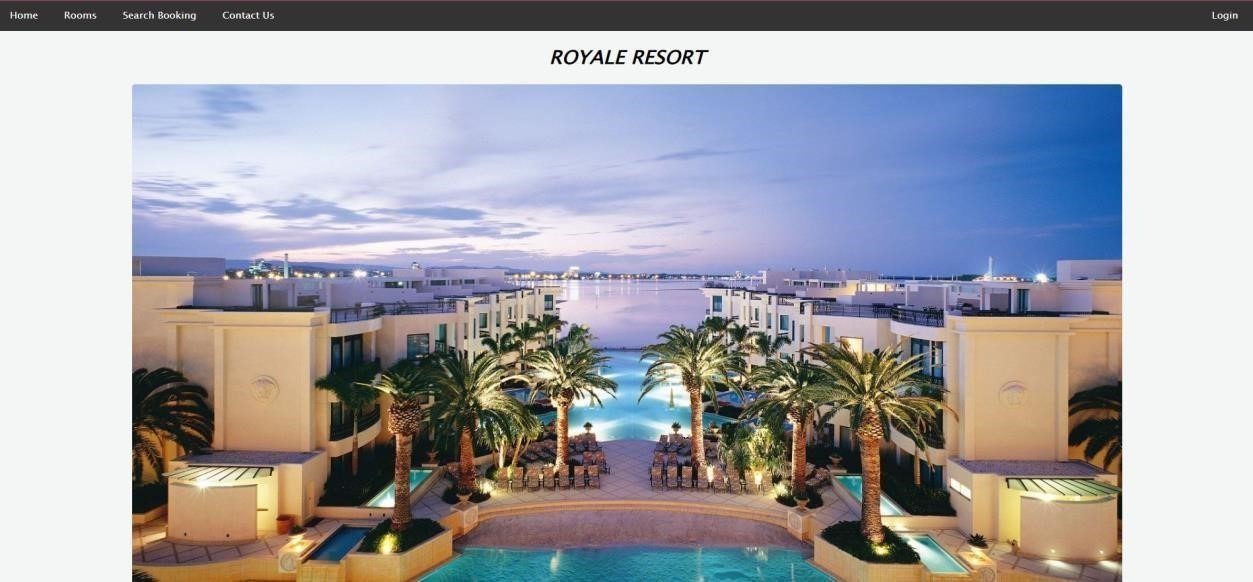 Home Rooms Search Booking Contact Us Login
ROYALE RESORT